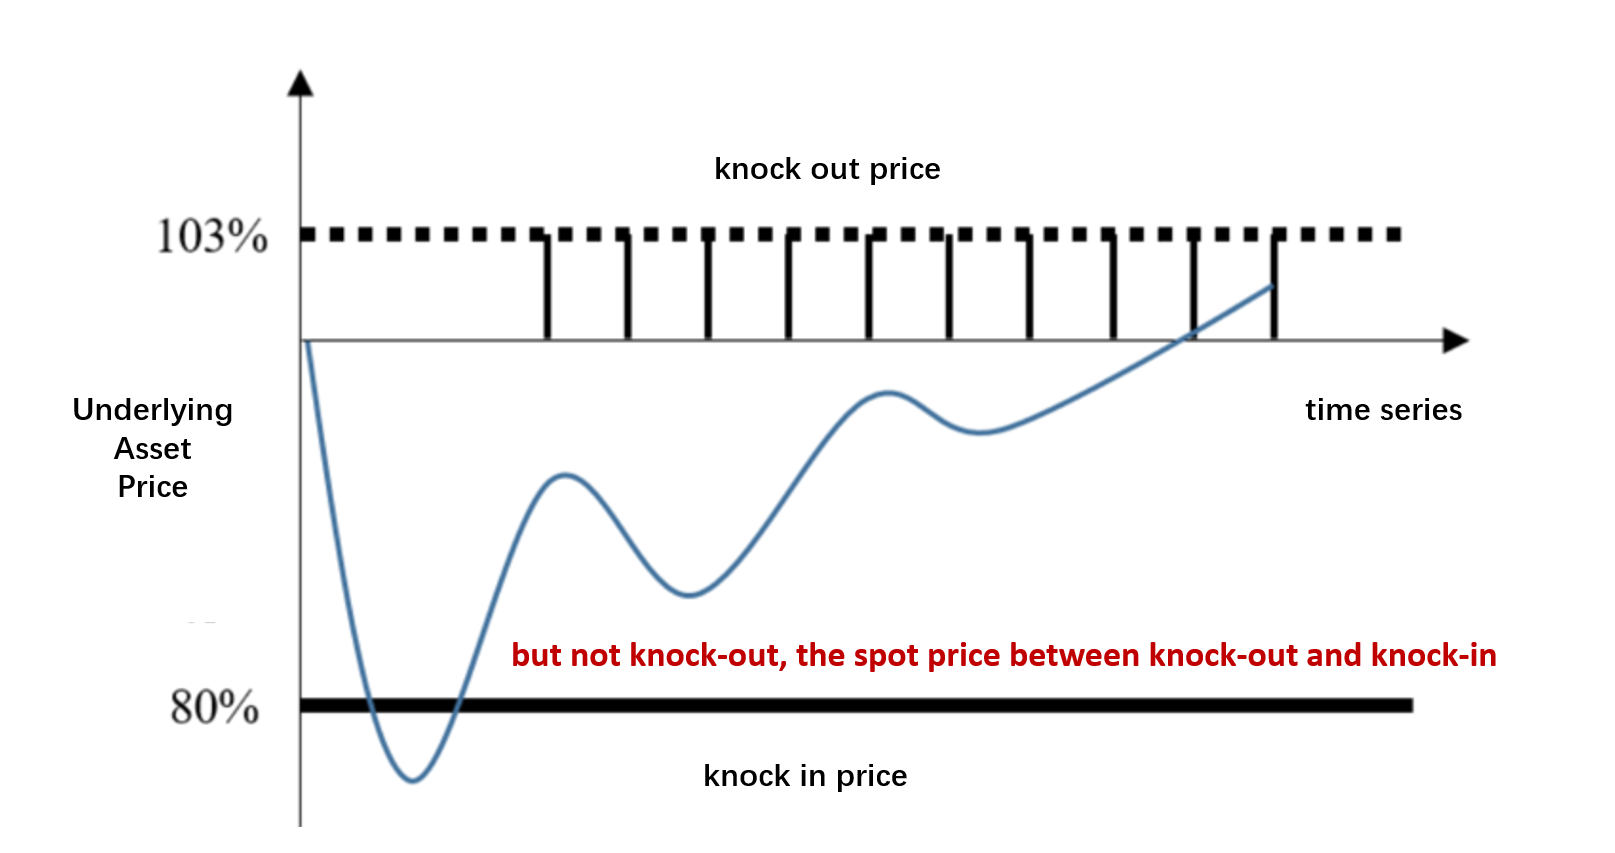 knock out price
103%
Underlying
Asset
Price
time series
but not knock-out, the spot price between knock-out and knock-in
80%
knock in price